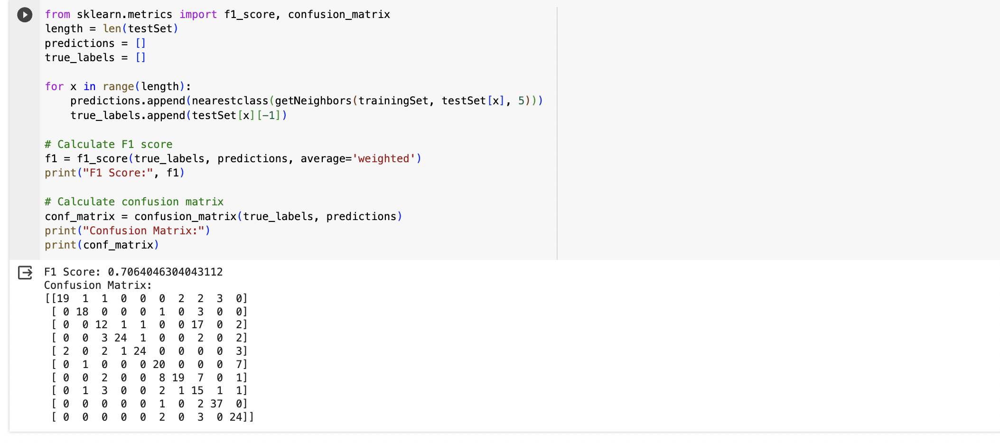 from sklearn.metrics import f1_score, confusion_matrix
length = len(testSet)
predictions = []
true_labels = []
for x in range(length):
    predictions.append(nearestclass(getNeighbors(trainingSet, testSet[x], 5)))
    true_labels.append(testSet[x][-1])
# Calculate F1 score
f1 = f1_score(true_labels, predictions, average='weighted')
print("F1 Score:", f1)
# Calculate confusion matrix
conf_matrix = confusion_matrix(true_labels, predictions)
print("Confusion Matrix:")
print(conf_matrix)
F1 Score: 0.7064046304043112
Confusion Matrix:
[[19  1  1  0  0  0  2  2  3  0]
 [ 0 18  0  0  0  1  0  3  0  0]
 [ 0  0 12  1  1  0  0 17  0  2]
 [ 0  0  3 24  1  0  0  2  0  2]
 [ 2  0  2  1 24  0  0  0  0  3]
 [ 0  1  0  0  0 20  0  0  0  7]
 [ 0  0  2  0  0  8 19  7  0  1]
 [ 0  1  3  0  0  2  1 15  1  1]
 [ 0  0  0  0  0  1  0  2 37  0]
 [ 0  0  0  0  0  2  0  3  0 24]]